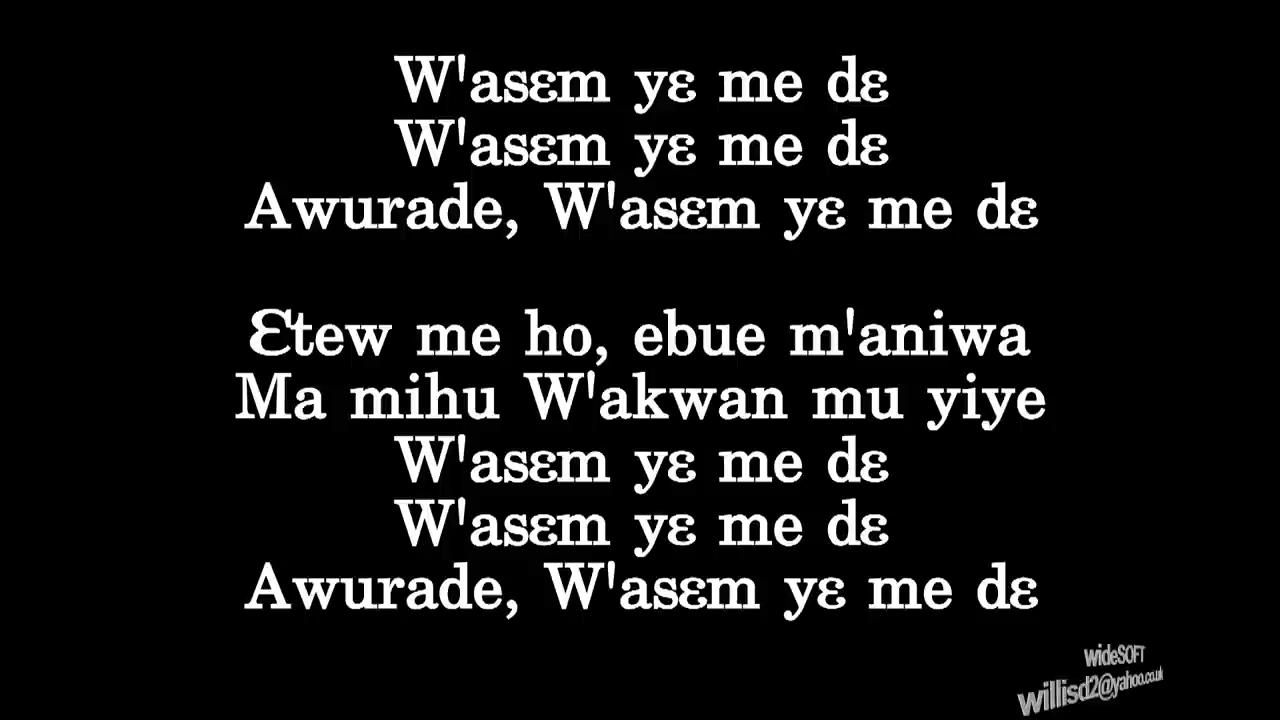 W'asɛm yɛ me dɛ
W'asɛm yɛ me dɛ
Awurade, W'asɛm yɛ me dɛ
Ɛtew me ho, ebue m'aniwa
Ma mihu W'akwan mu yiye
W'asɛm yɛ me dɛ
W'asɛm yɛ me dɛ
Awurade, W'asɛm yɛ me dɛ
wideSOFT
willisd2@yahoo.co.uk